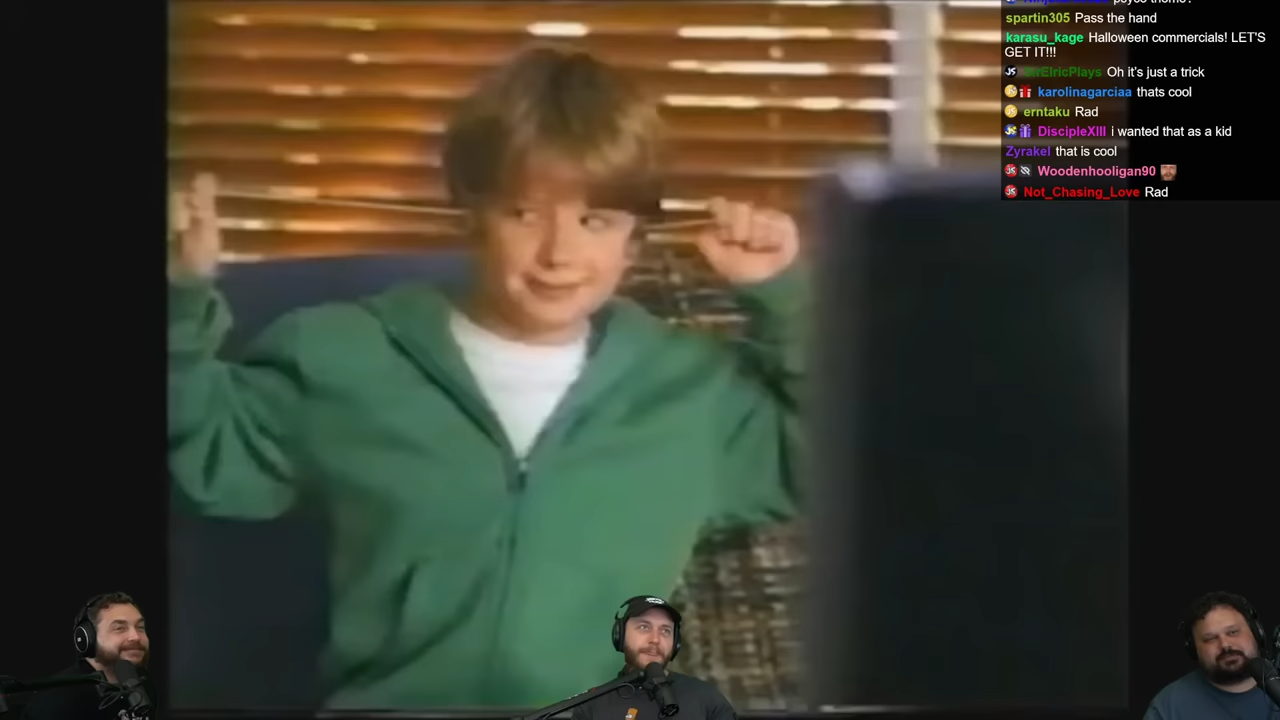 spartin305 Pass the hand
karasu_kage Halloween commercials! LET'S
GET IT!!!
Oh it's just a trick
karolinagarciaa thats cool
erntaku Rad
DiscipleXIII i wanted that as a kid
Zyrakel that is cool
Woodenhooligan90
Not_Chasing_Love Rad